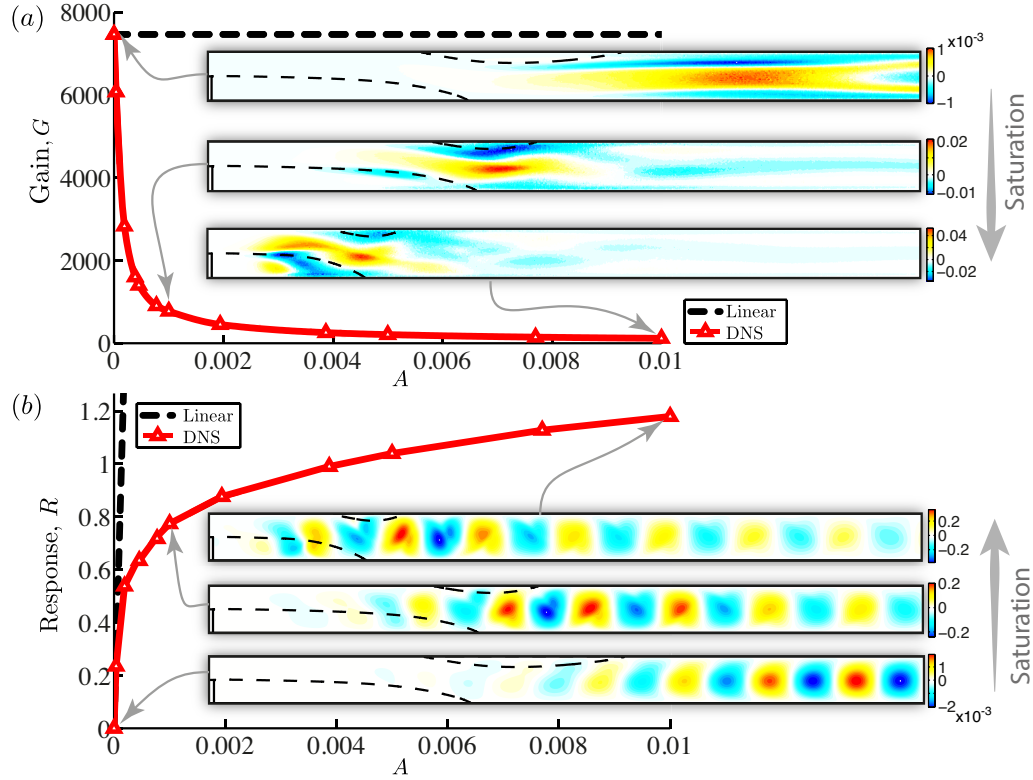 (a)
8000
6000
4000
2000
0
Gain, G
x10⁻³
1
0
−1
0.02
0
−0.01
0.04
0
−0.02
Saturation
Linear
DNS
0 0.002 0.004 0.006 0.008 0.01
A
(b)
1.2
1
0.8
0.6
0.4
0.2
0
Response, R
Linear
DNS
0.2
0
−0.2
0.2
0
−0.2
2
0
−2
x10⁻³
Saturation
0 0.002 0.004 0.006 0.008 0.01
A